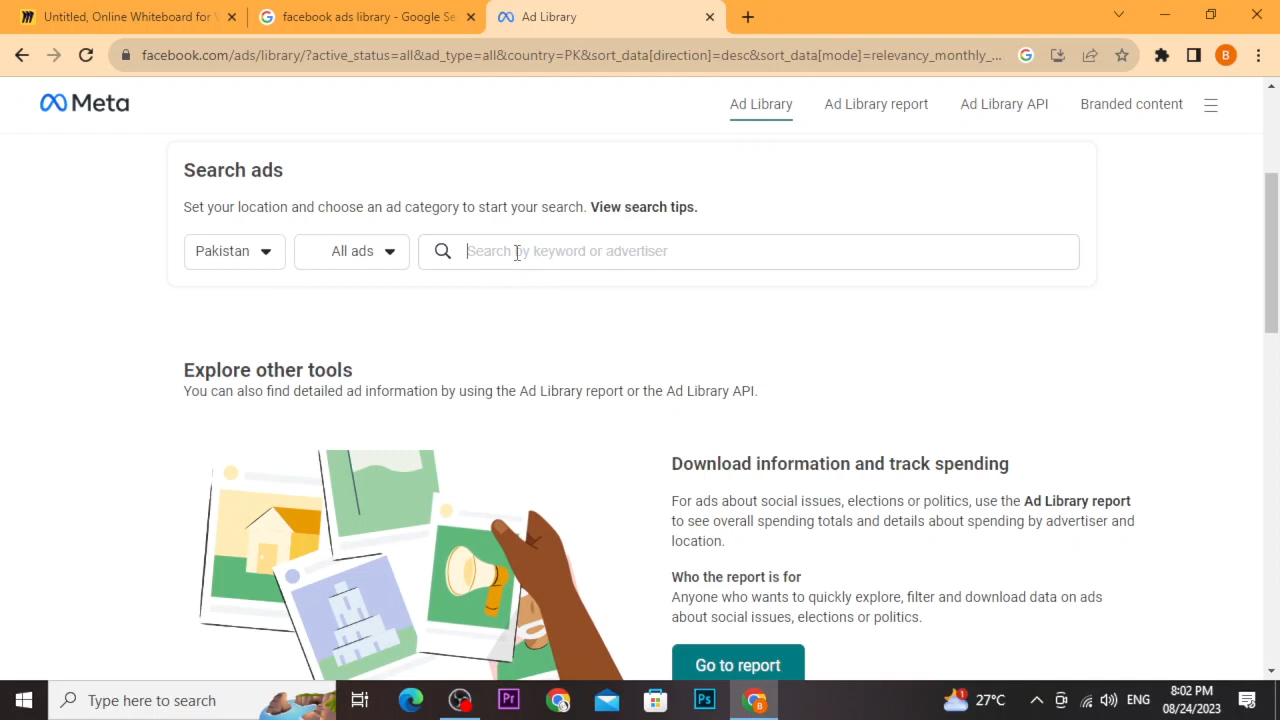 Untitled, Online Whiteboard for V
facebook ads library - Google Se
Ad Library
facebook.com/ads/library/?active_status=all&ad_type=all&country=PK&sort_data[direction]=desc&sort_data[mode]=relevancy_monthly_...
B
Meta
Ad Library
Ad Library report
Ad Library API
Branded content
Search ads
Set your location and choose an ad category to start your search. View search tips.
Pakistan
All ads
Search by keyword or advertiser
Explore other tools
You can also find detailed ad information by using the Ad Library report or the Ad Library API.
Download information and track spending
For ads about social issues, elections or politics, use the Ad Library report
to see overall spending totals and details about spending by advertiser and
location.
Who the report is for
Anyone who wants to quickly explore, filter and download data on ads
about social issues, elections or politics.
Go to report
Type here to search
Pr
Ps
B
1
27°C
ENG
8:02 PM
08/24/2023